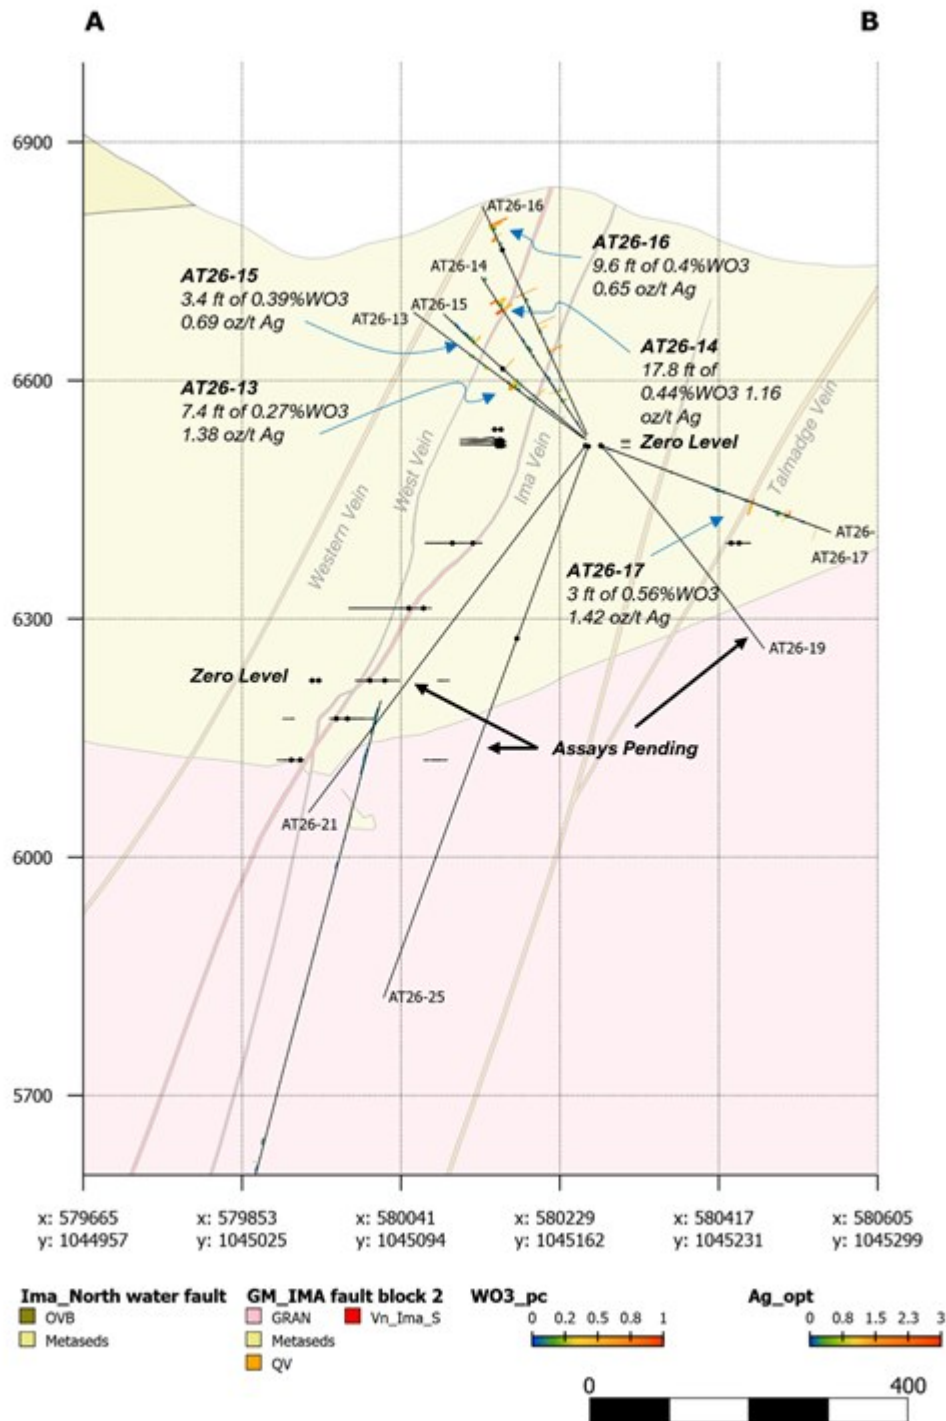 A
B
6900
AT26-16
AT26-16
9.6 ft of 0.4%WO3
0.65 oz/t Ag
AT26-14
AT26-15
3.4 ft of 0.39%WO3
0.69 oz/t Ag
AT26-15
AT26-13
AT26-14
17.8 ft of
0.44%WO3 1.16
oz/t Ag
6600
AT26-13
7.4 ft of 0.27%WO3
1.38 oz/t Ag
Zero Level
Western Vein
West Vein
Ima Vein
Talmadge Vein
AT26-
AT26-17
AT26-17
3 ft of 0.56%WO3
1.42 oz/t Ag
6300
AT26-19
Zero Level
Assays Pending
AT26-21
6000
AT26-25
5700
x: 579665
y: 1044957
x: 579853
y: 1045025
x: 580041
y: 1045094
x: 580229
y: 1045162
x: 580417
y: 1045231
x: 580605
y: 1045299
Ima_North water fault
OVB
Metaseds
GM_IMA fault block 2
GRAN
Vn_Ima_S
Metaseds
QV
WO3_pc
0 0.2 0.5 0.8 1
Ag_opt
0 0.8 1.5 2.3 3
0 400